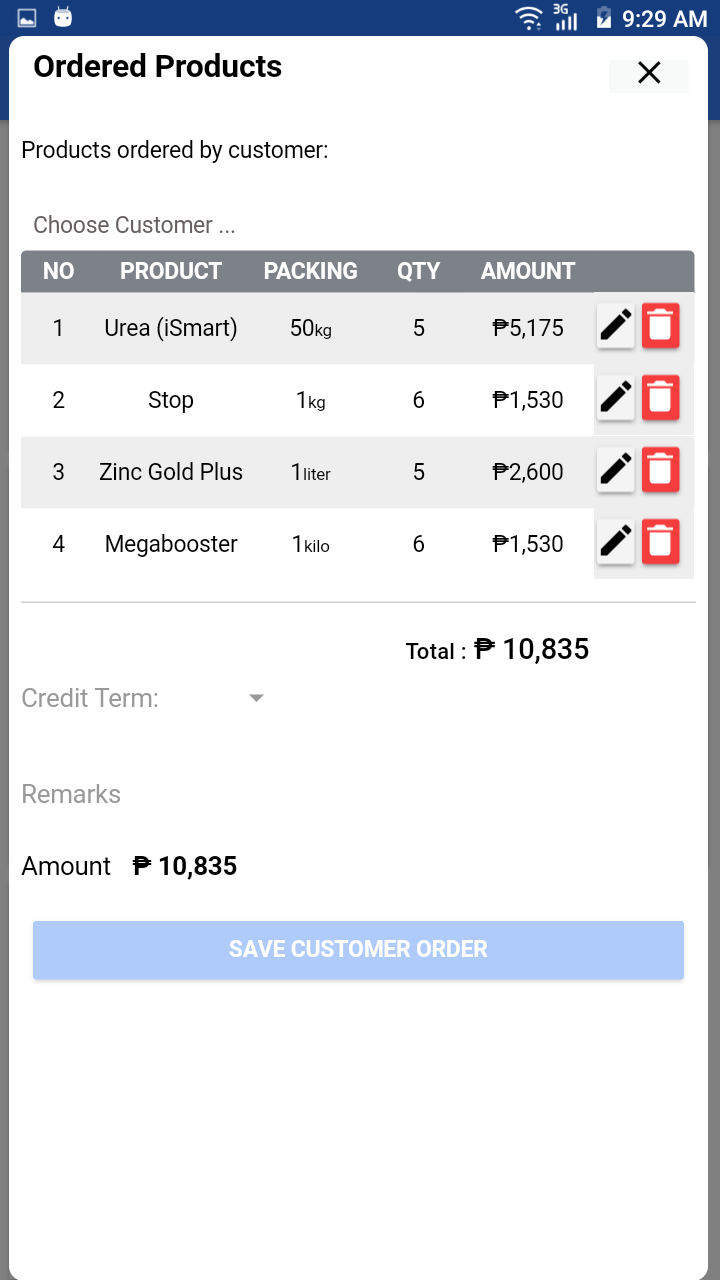 3G 9:29 AM
Ordered Products
Products ordered by customer:
Choose Customer ...
NO PRODUCT PACKING QTY AMOUNT
1 Urea (iSmart) 50kg 5 ₱5,175
2 Stop 1kg 6 ₱1,530
3 Zinc Gold Plus 1liter 5 ₱2,600
4 Megabooster 1kilo 6 ₱1,530
Total : ₱ 10,835
Credit Term:
Remarks
Amount ₱ 10,835
SAVE CUSTOMER ORDER